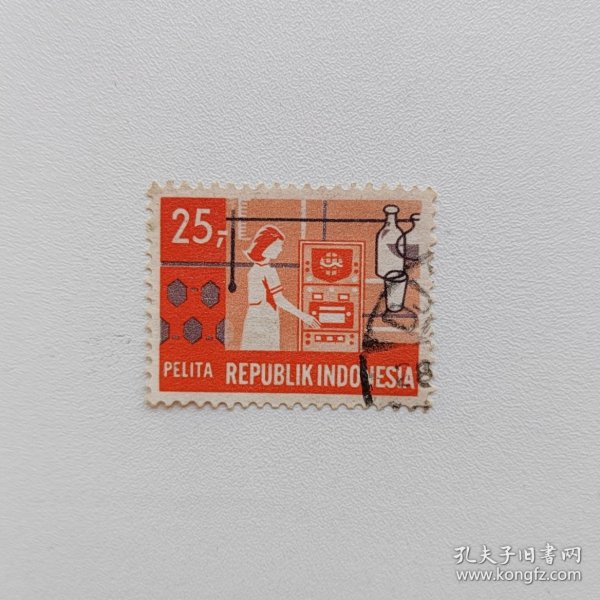 25,-
PELITA REPUBLIK INDONESIA
孔夫子旧书网
www.kongfz.com